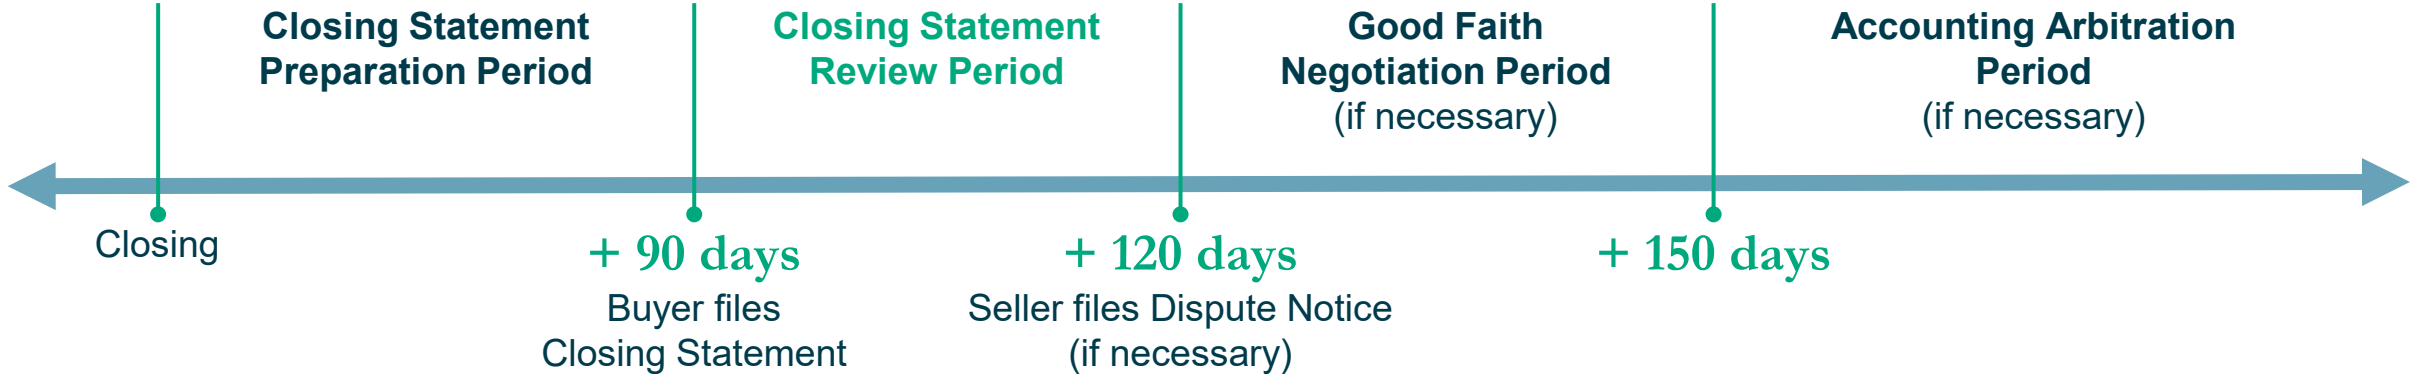 Closing Statement
Preparation Period
Closing Statement
Review Period
Good Faith
Negotiation Period
(if necessary)
Accounting Arbitration
Period
(if necessary)
Closing
+ 90 days
Buyer files
Closing Statement
+ 120 days
Seller files Dispute Notice
(if necessary)
+ 150 days